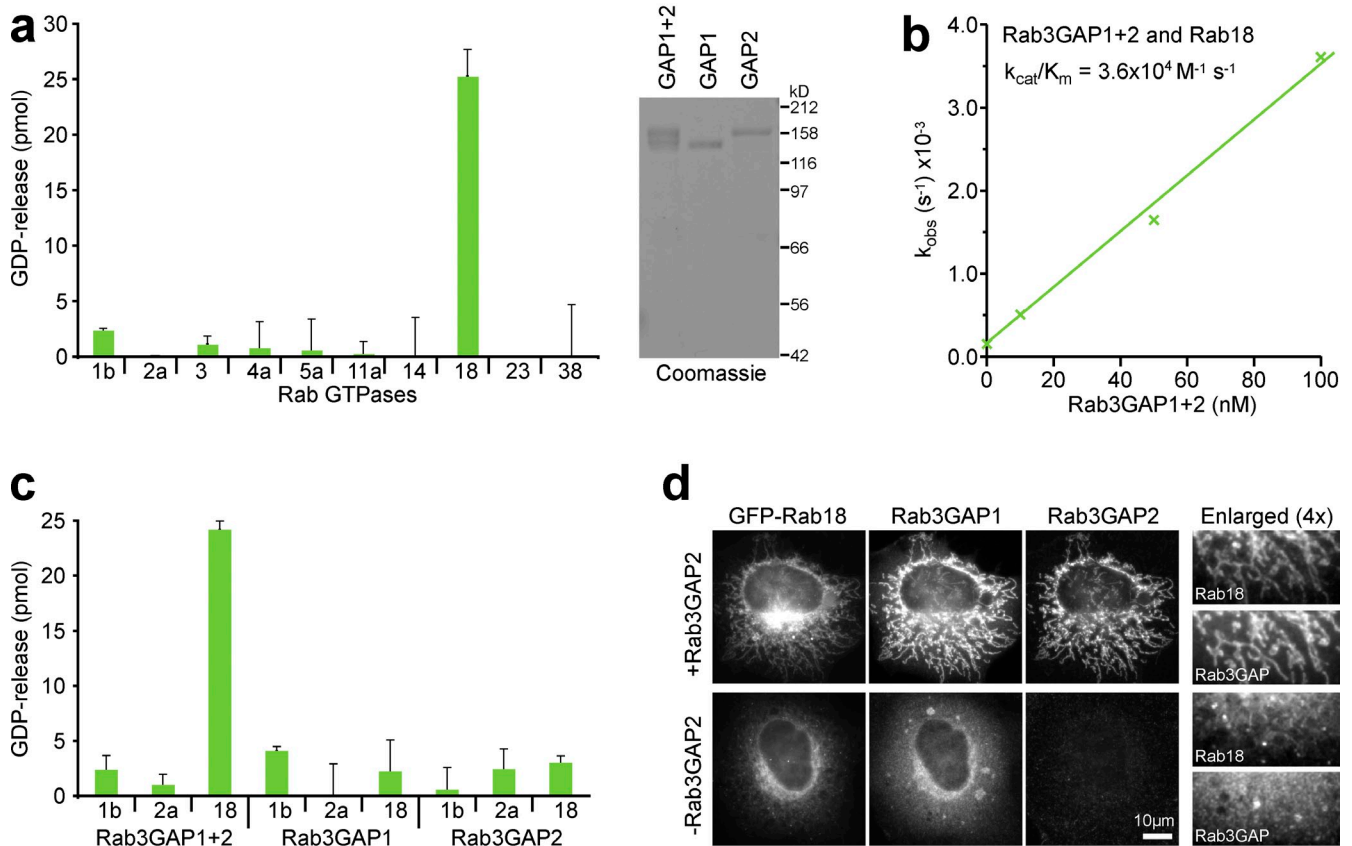 a
30
25
20
15
10
5
0
GDP-release (pmol)
1b 2a 3 4a 5a 11a 14 18 23 38
Rab GTPases
GAP1+2
GAP1
GAP2
kD
212
158
116
97
66
56
42
Coomassie
b
4.0
3.0
2.0
1.0
0.0
k_obs (s⁻¹) x10⁻³
Rab3GAP1+2 and Rab18
k_cat/K_m = 3.6x10⁴ M⁻¹ s⁻¹
0 20 40 60 80 100
Rab3GAP1+2 (nM)
c
25
20
15
10
5
0
GDP-release (pmol)
1b 2a 18 1b 2a 18 1b 2a 18
Rab3GAP1+2 Rab3GAP1 Rab3GAP2
d
GFP-Rab18 Rab3GAP1 Rab3GAP2 Enlarged (4x)
+Rab3GAP2
Rab18
Rab3GAP
-Rab3GAP2
Rab18
10µm
Rab3GAP